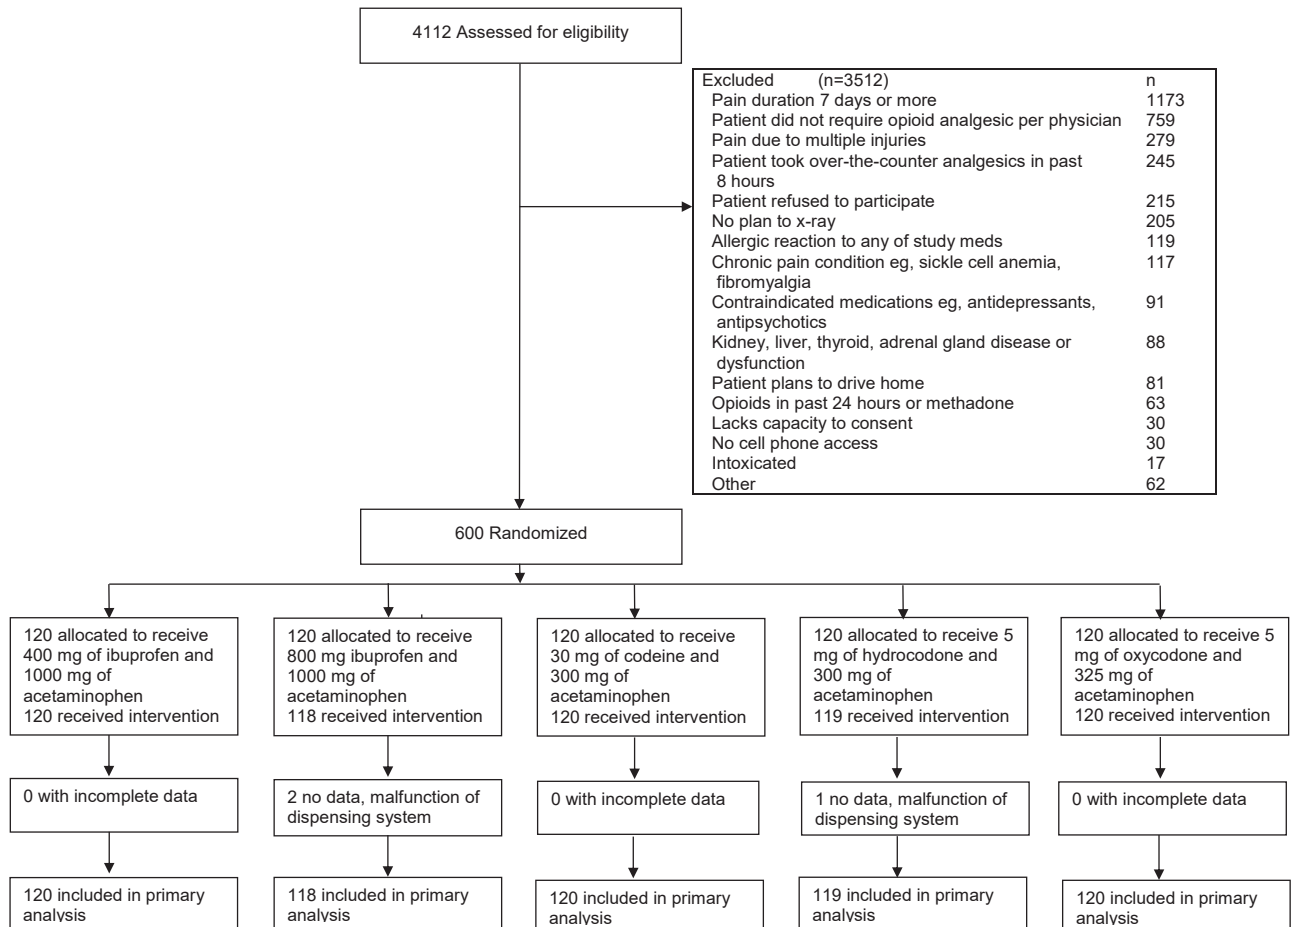 4112 Assessed for eligibility
Excluded (n=3512) n
Pain duration 7 days or more 1173
Patient did not require opioid analgesic per physician 759
Pain due to multiple injuries 279
Patient took over-the-counter analgesics in past 245
8 hours
Patient refused to participate 215
No plan to x-ray 205
Allergic reaction to any of study meds 119
Chronic pain condition eg, sickle cell anemia, 117
fibromyalgia
Contraindicated medications eg, antidepressants, 91
antipsychotics
Kidney, liver, thyroid, adrenal gland disease or 88
dysfunction
Patient plans to drive home 81
Opioids in past 24 hours or methadone 63
Lacks capacity to consent 30
No cell phone access 30
Intoxicated 17
Other 62
600 Randomized
120 allocated to receive
400 mg of ibuprofen and
1000 mg of
acetaminophen
120 received intervention
120 allocated to receive
800 mg ibuprofen and
1000 mg of
acetaminophen
118 received intervention
120 allocated to receive
30 mg of codeine and
300 mg of
acetaminophen
120 received intervention
120 allocated to receive 5
mg of hydrocodone and
300 mg of
acetaminophen
119 received intervention
120 allocated to receive 5
mg of oxycodone and
325 mg of
acetaminophen
120 received intervention
0 with incomplete data
2 no data, malfunction of
dispensing system
0 with incomplete data
1 no data, malfunction of
dispensing system
0 with incomplete data
120 included in primary
analysis
118 included in primary
analysis
120 included in primary
analysis
119 included in primary
analysis
120 included in primary
analysis